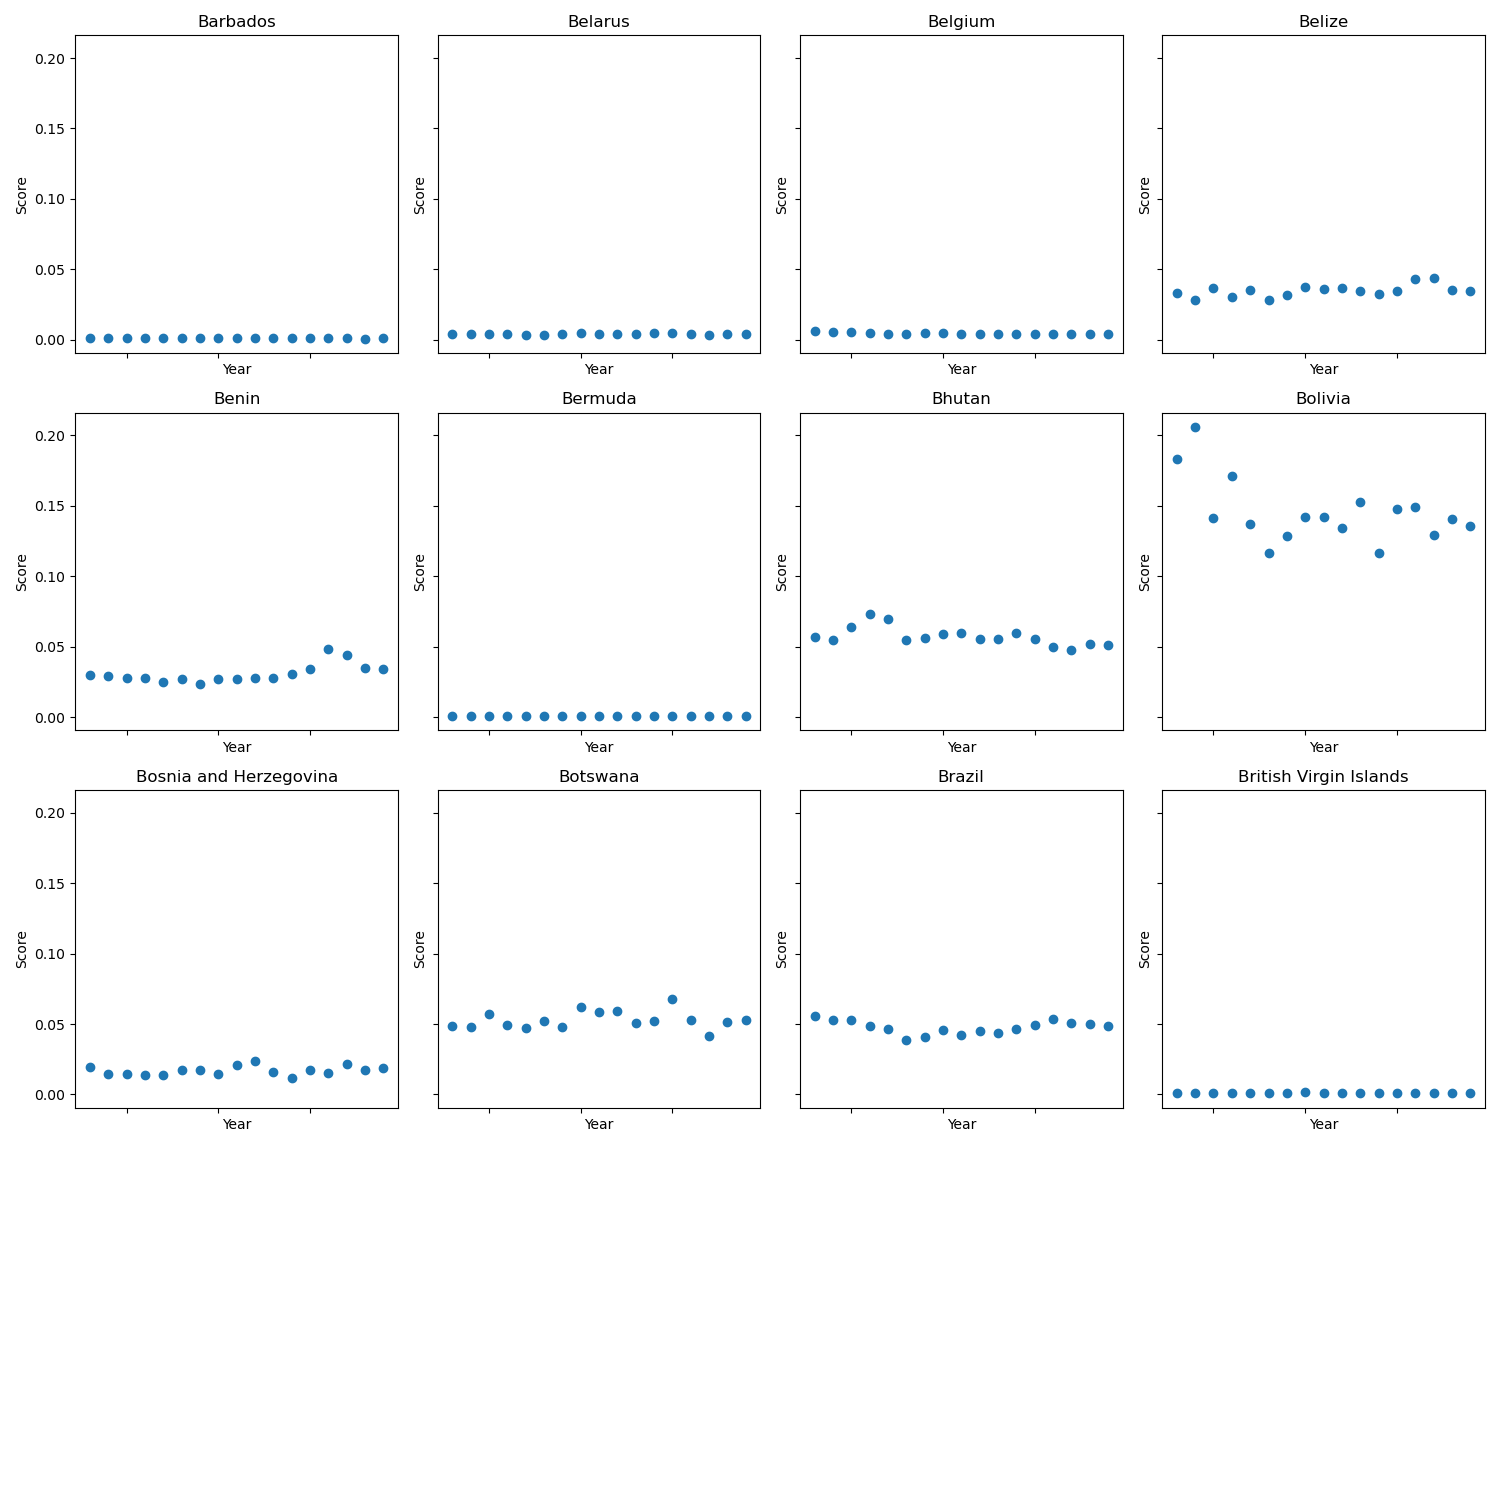 Barbados
Belarus
Belgium
Belize
0.20
0.15
0.10
0.05
0.00
Score
Score
Score
Score
Year
Year
Year
Year
Benin
Bermuda
Bhutan
Bolivia
0.20
0.15
0.10
0.05
0.00
Score
Score
Score
Score
Year
Year
Year
Year
Bosnia and Herzegovina
Botswana
Brazil
British Virgin Islands
0.20
0.15
0.10
0.05
0.00
Score
Score
Score
Score
Year
Year
Year
Year